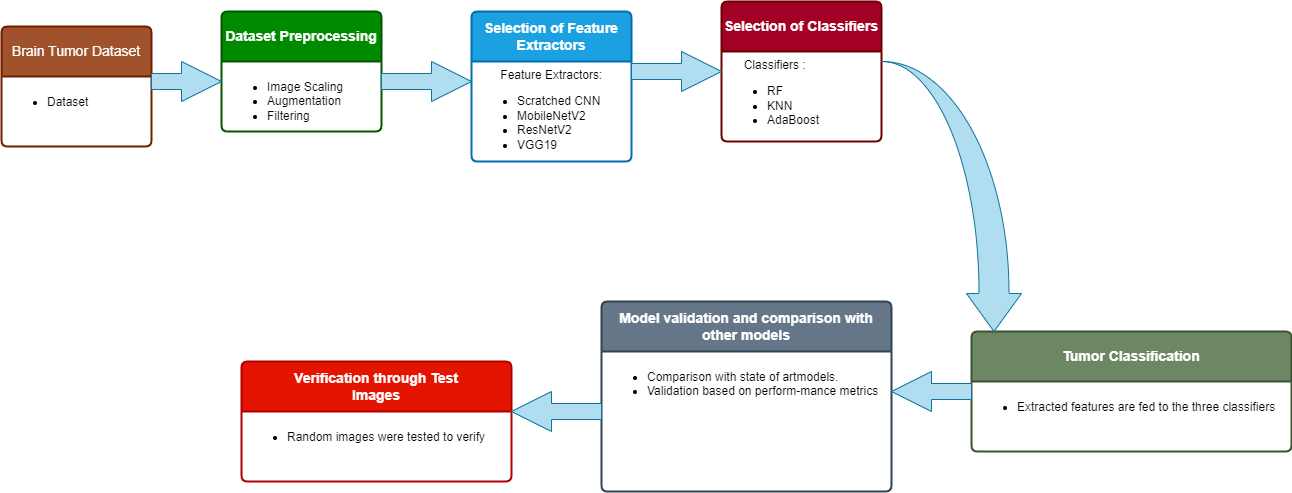 Brain Tumor Dataset
Dataset
Dataset Preprocessing
Image Scaling
Augmentation
Filtering
Selection of Feature
Extractors
Feature Extractors:
Scratched CNN
MobileNetV2
ResNetV2
VGG19
Selection of Classifiers
Classifiers :
RF
KNN
AdaBoost
Tumor Classification
Extracted features are fed to the three classifiers
Model validation and comparison with
other models
Comparison with state of artmodels.
Validation based on perform-mance metrics
Verification through Test
Images
Random images were tested to verify